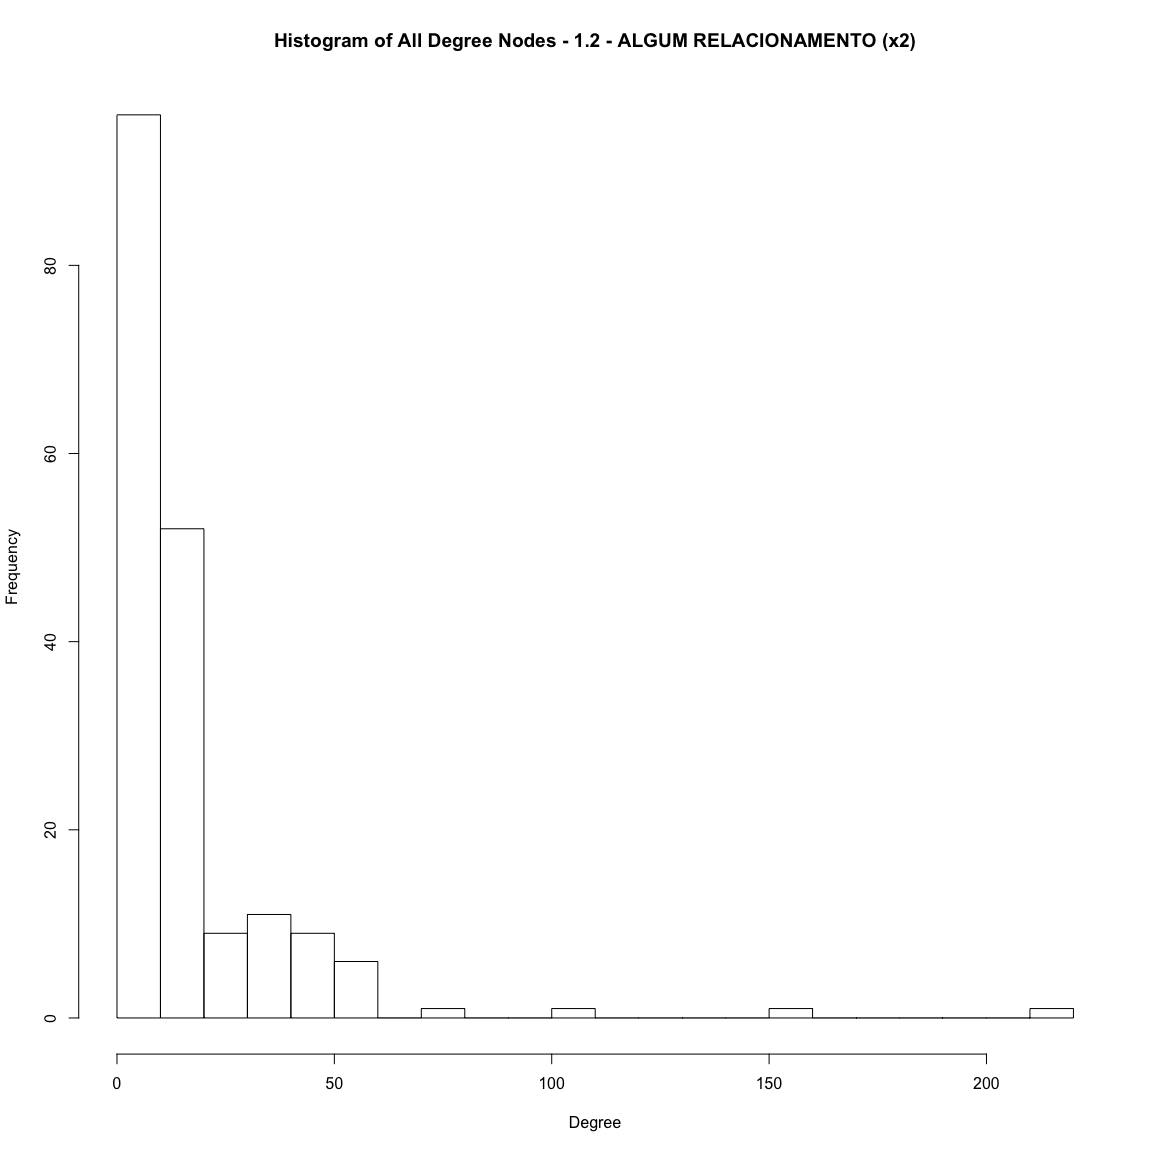 Histogram of All Degree Nodes - 1.2 - ALGUM RELACIONAMENTO (x2)
Frequency
80
60
40
20
0
0 50 100 150 200
Degree